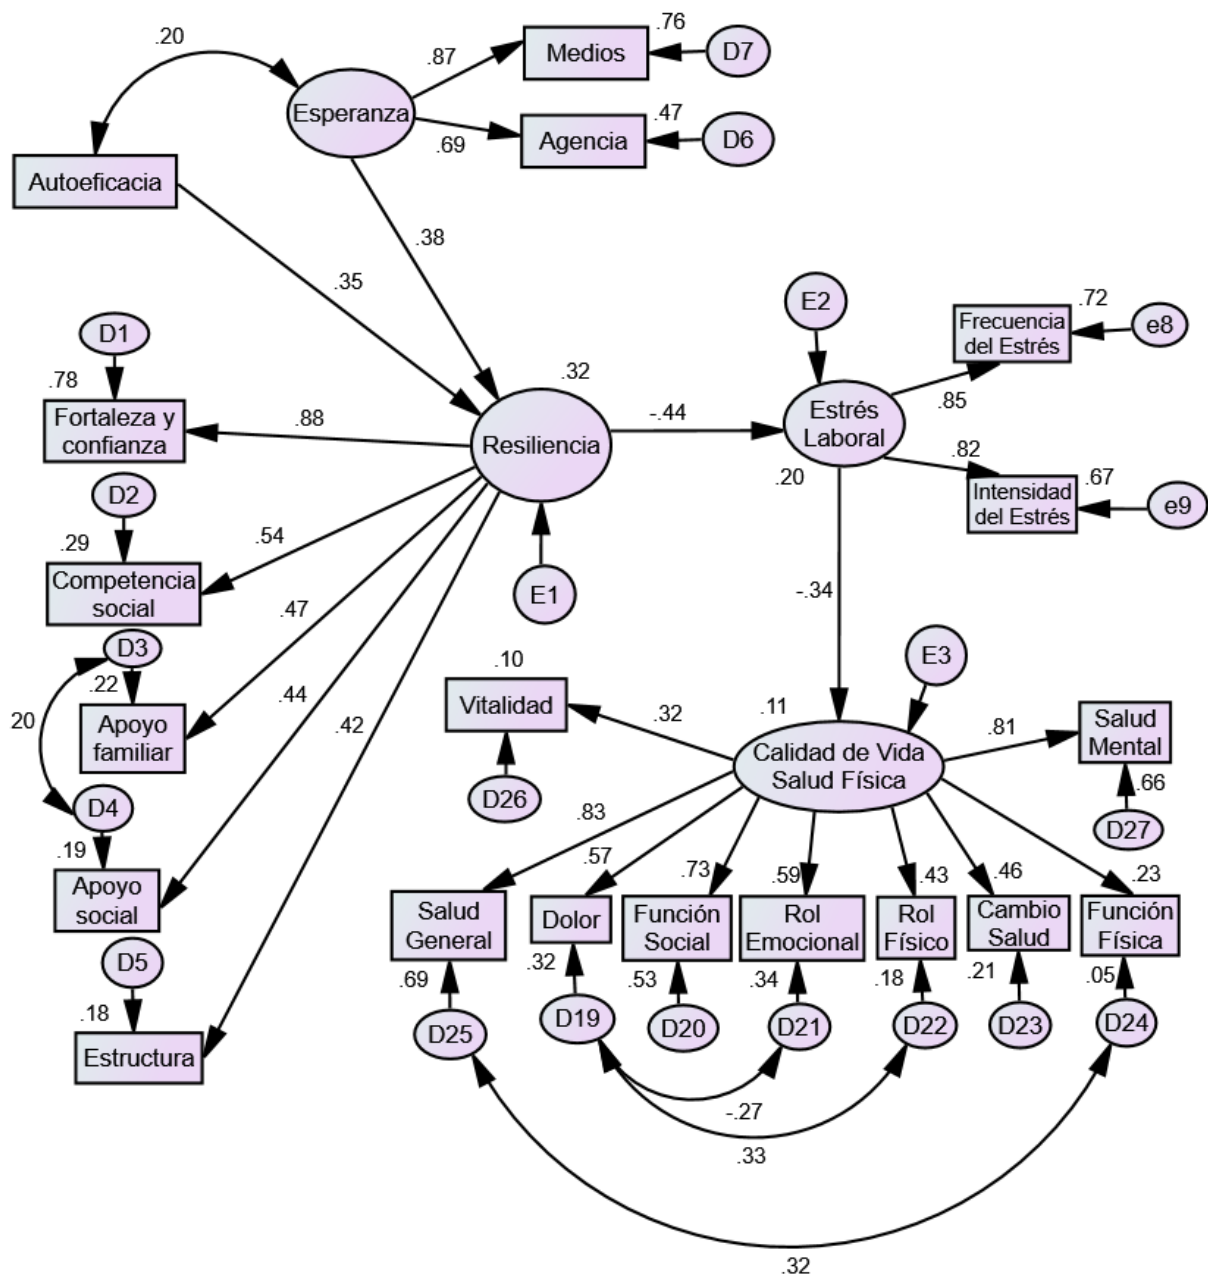 .20
.76
.87
Medios
D7
Esperanza
.47
.69
Agencia
D6
Autoeficacia
.38
.35
E2
.72
D1
Frecuencia
del Estrés
e8
.78
.32
.85
Fortaleza y
confianza
.88
Resiliencia
-.44
Estrés
Laboral
.82
.20
.67
D2
Intensidad
del Estrés
e9
.29
.54
Competencia
social
E1
-.34
.47
D3
E3
.10
.22
.44
Vitalidad
.32
.11
Salud
Mental
20
Apoyo
familiar
.42
Calidad de Vida
Salud Física
.81
D26
.66
D4
.83
D27
.19
.57
.73
.59
.43
.46
.23
Apoyo
social
Salud
General
Dolor
Función
Social
Rol
Emocional
Rol
Físico
Cambio
Salud
Función
Física
D5
.69
.32
.53
.34
.18
.21
.05
.18
D25
D19
D20
D21
D22
D23
D24
Estructura
-.27
.33
.32